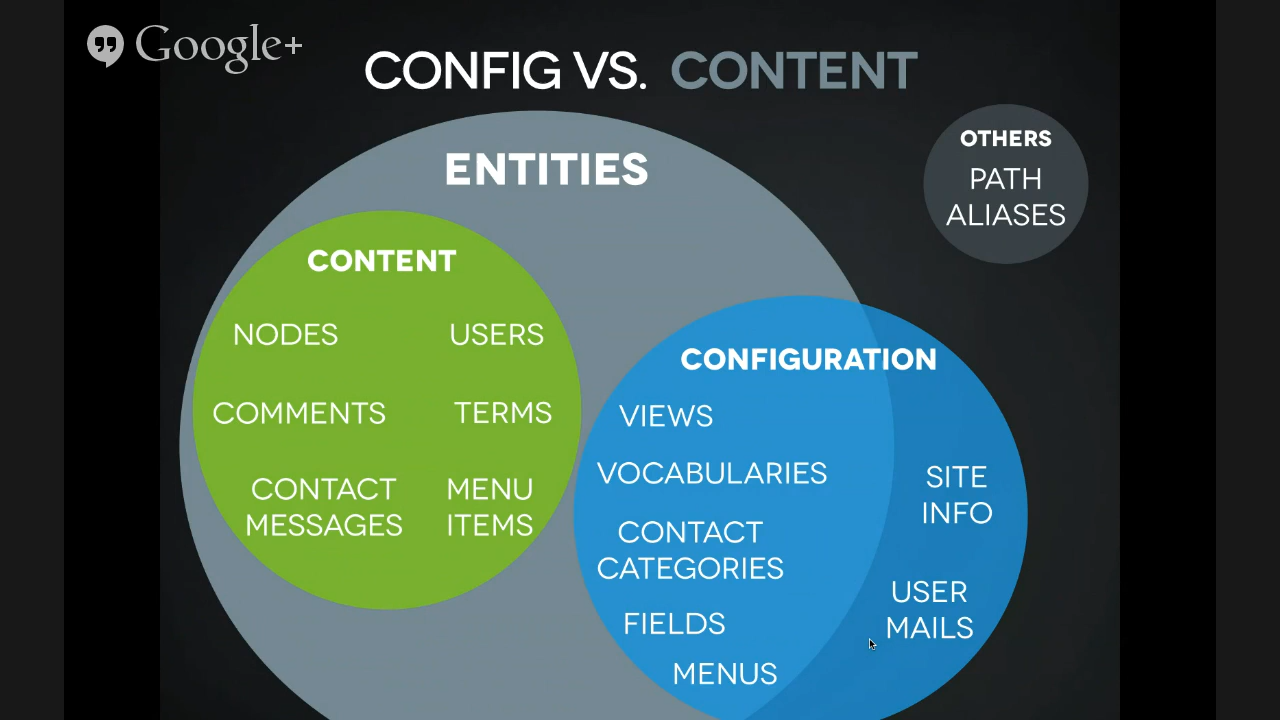 Google+
CONFIG VS. CONTENT
ENTITIES
OTHERS
PATH
ALIASES
CONTENT
NODES
USERS
COMMENTS
TERMS
CONTACT
MESSAGES
MENU
ITEMS
CONFIGURATION
VIEWS
VOCABULARIES
CONTACT
CATEGORIES
FIELDS
MENUS
SITE
INFO
USER
MAILS